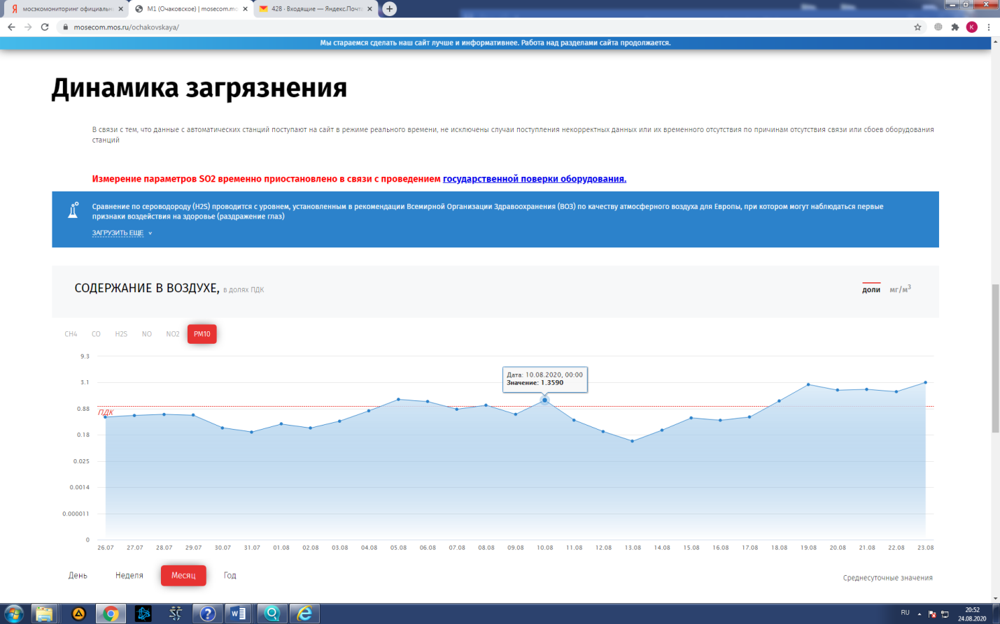 мосэкомониторинг официальн
М1 (Очаковское) | mosecom.mo
428 · Входящие — Яндекс.Почт
mosecom.mos.ru/ochakovskaya/
K
Мы стараемся сделать наш сайт лучше и информативнее. Работа над разделами сайта продолжается.
Динамика загрязнения
В связи с тем, что данные с автоматических станций поступают на сайт в режиме реального времени, не исключены случаи поступления некорректных данных или их временного отсутствия по причинам отсутствия связи или сбоев оборудования
станций
Измерение параметров SO2 временно приостановлено в связи с проведением государственной поверки оборудования.
Сравнение по сероводороду (H2S) проводится с уровнем, установленным в рекомендации Всемирной Организации Здравоохранения (ВОЗ) по качеству атмосферного воздуха для Европы, при котором могут наблюдаться первые
признаки воздействия на здоровье (раздражение глаз)
ЗАГРУЗИТЬ ЕЩЕ
СОДЕРЖАНИЕ В ВОЗДУХЕ, в долях ПДК
доли мг/м³
CH4 CO H2S NO NO2 PM10
9.3
Дата: 10.08.2020, 00:00
Значение: 1.3590
3.1
0.88
ПДК
0.18
0.025
0.0014
0.000011
0
26.07 27.07 28.07 29.07 30.07 31.07 01.08 02.08 03.08 04.08 05.08 06.08 07.08 08.08 09.08 10.08 11.08 12.08 13.08 14.08 15.08 16.08 17.08 18.08 19.08 20.08 21.08 22.08 23.08
День Неделя Месяц Год
Среднесуточные значения
RU
20:52
24.08.2020